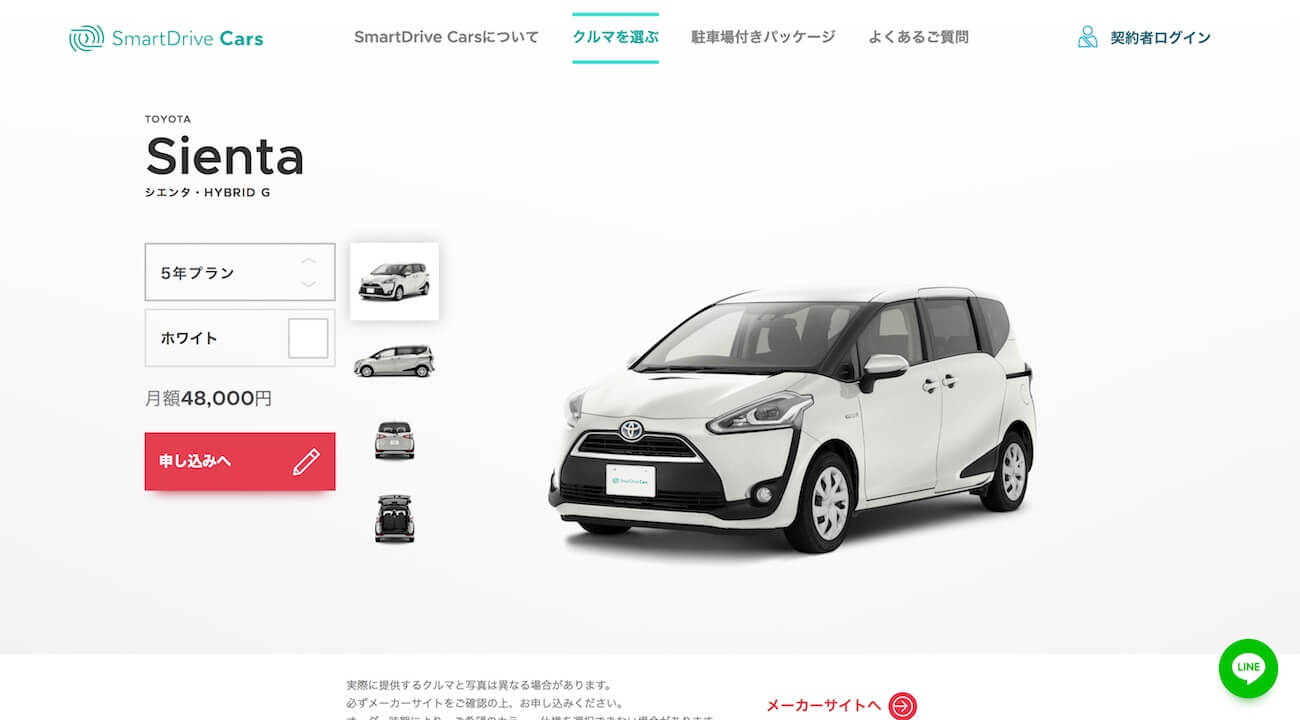 SmartDrive Cars
SmartDrive Carsについて
クルマを選ぶ
駐車場付きパッケージ
よくあるご質問
契約者ログイン
TOYOTA
Sienta
シエンタ・HYBRID G
5年プラン
ホワイト
月額48,000円
申し込みへ
SmartDrive Cars
LINE
実際に提供するクルマと写真は異なる場合があります。
必ずメーカーサイトをご確認の上、お申し込みください。
メーカーサイトへ